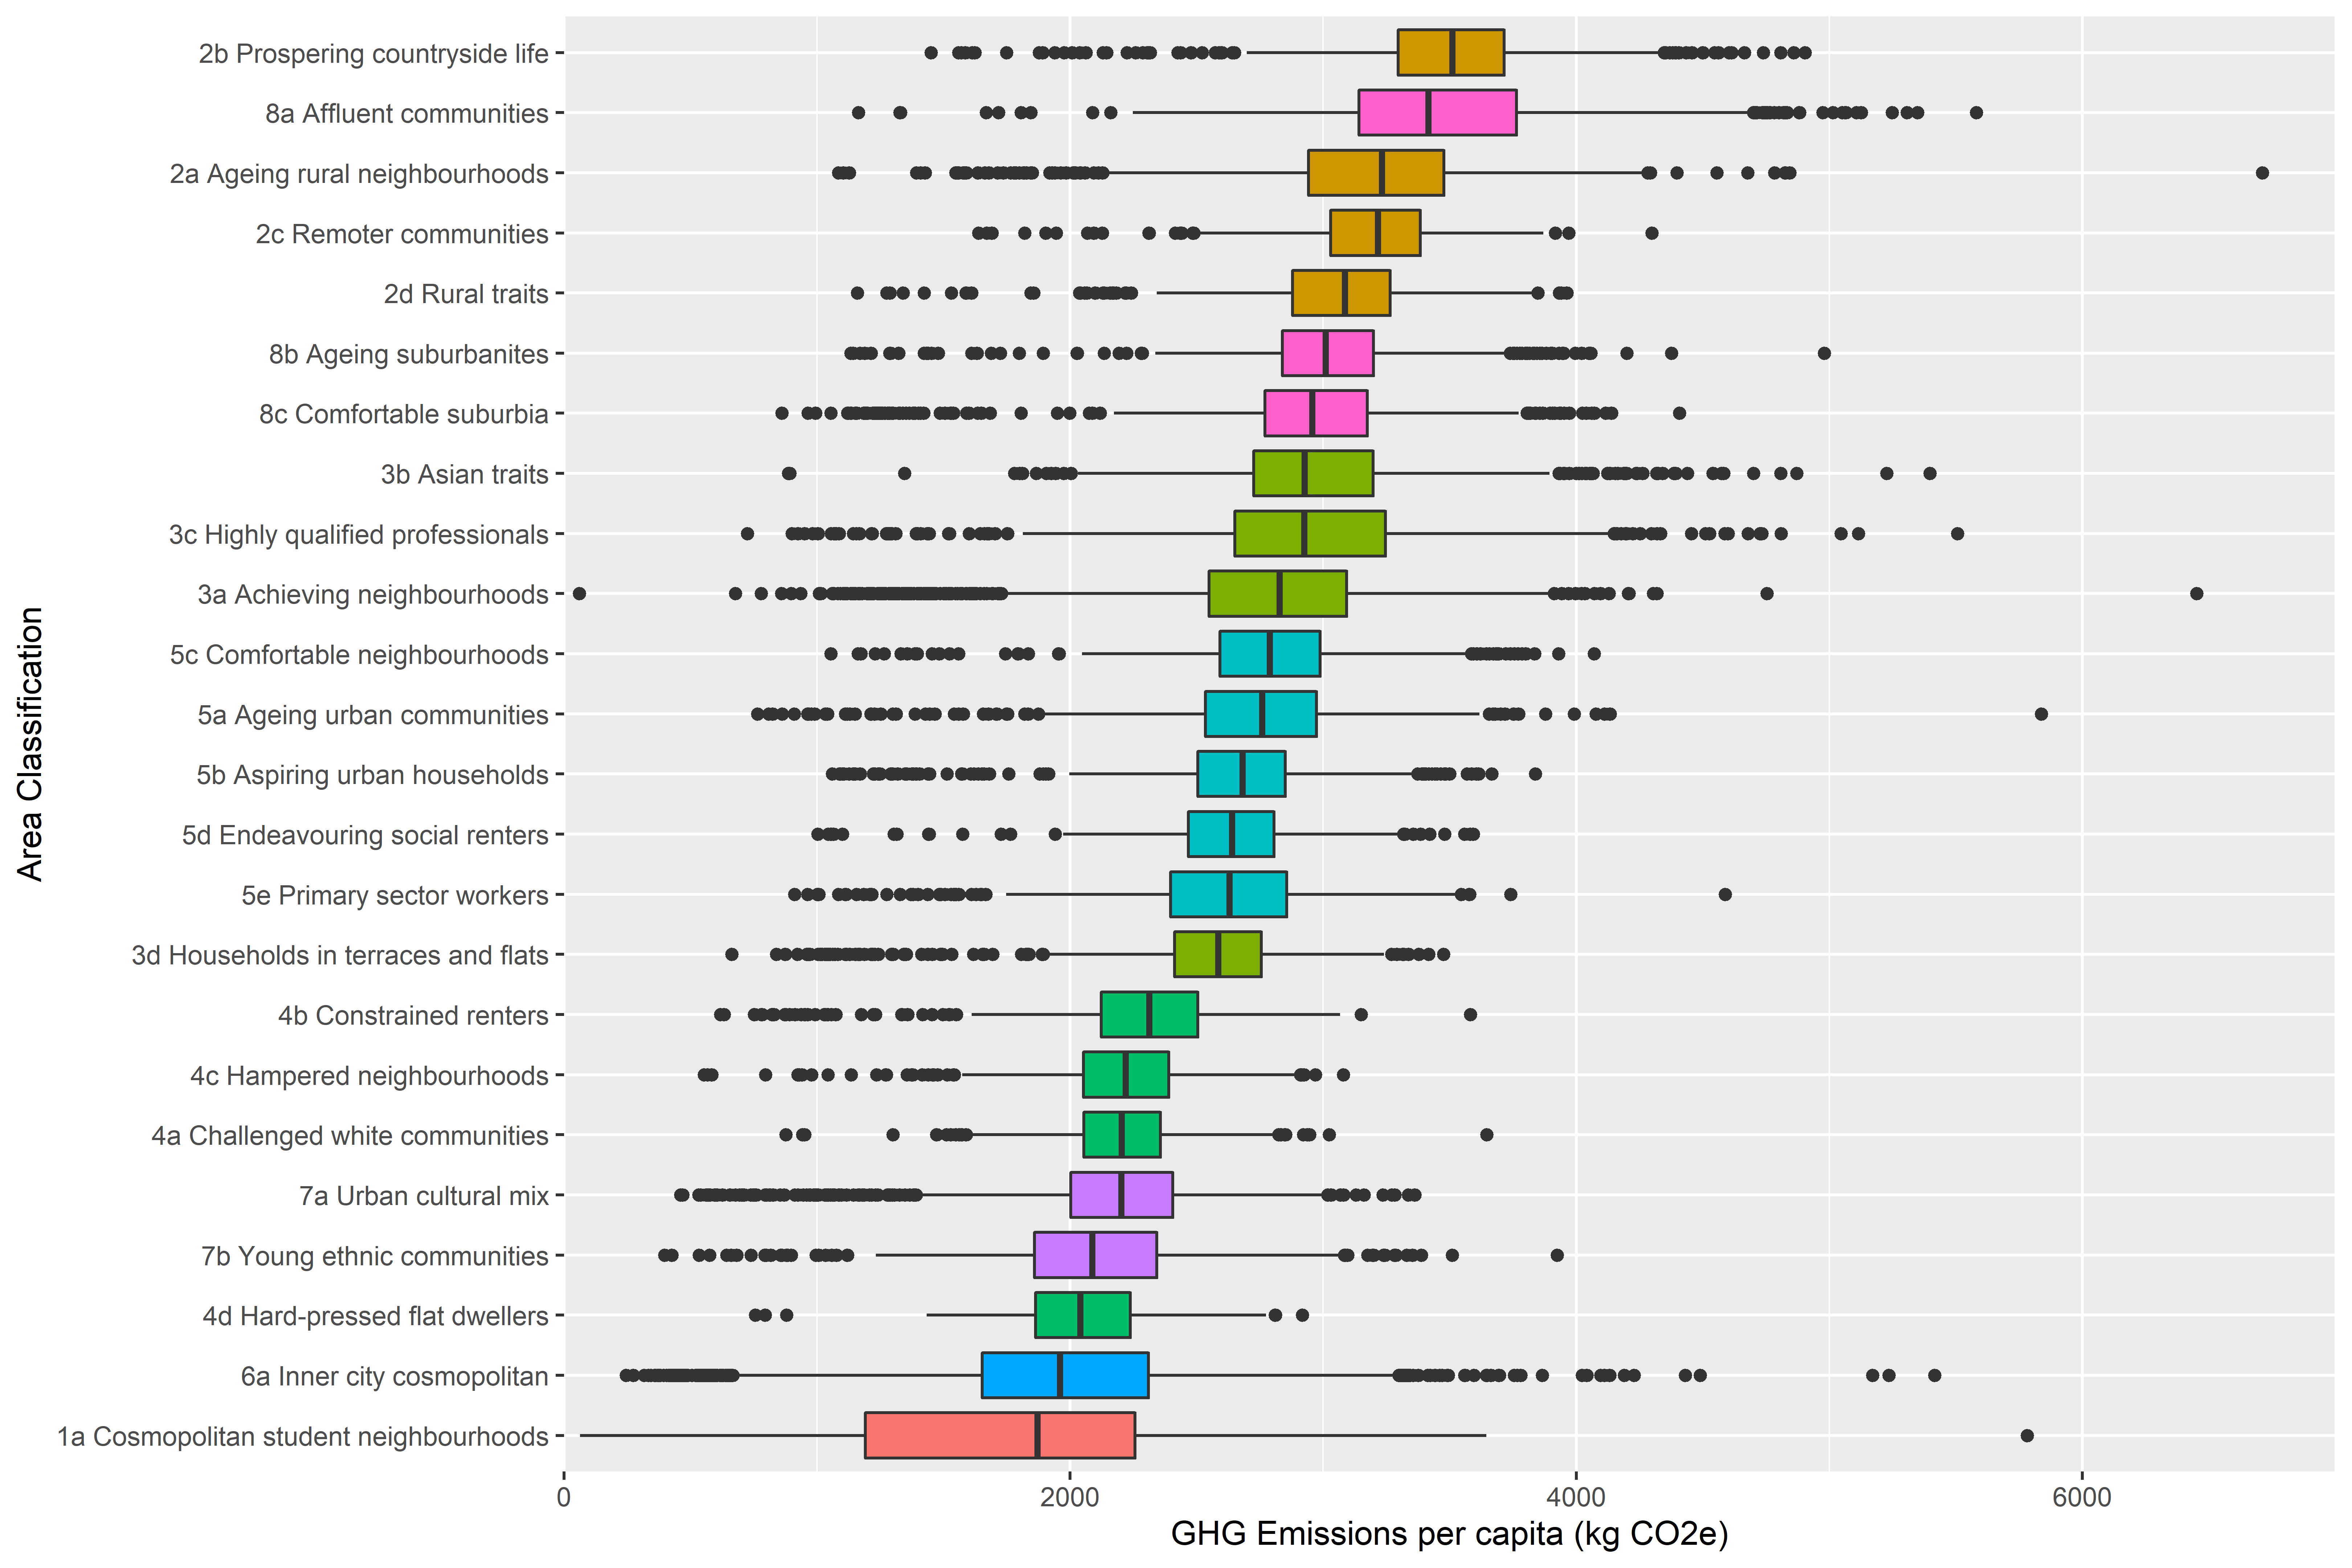 2b Prospering countryside life
8a Affluent communities
2a Ageing rural neighbourhoods
2c Remoter communities
2d Rural traits
8b Ageing suburbanites
8c Comfortable suburbia
3b Asian traits
3c Highly qualified professionals
3a Achieving neighbourhoods
5c Comfortable neighbourhoods
5a Ageing urban communities
5b Aspiring urban households
5d Endeavouring social renters
5e Primary sector workers
3d Households in terraces and flats
4b Constrained renters
4c Hampered neighbourhoods
4a Challenged white communities
7a Urban cultural mix
7b Young ethnic communities
4d Hard-pressed flat dwellers
6a Inner city cosmopolitan
1a Cosmopolitan student neighbourhoods
Area Classification
0 2000 4000 6000
GHG Emissions per capita (kg CO2e)